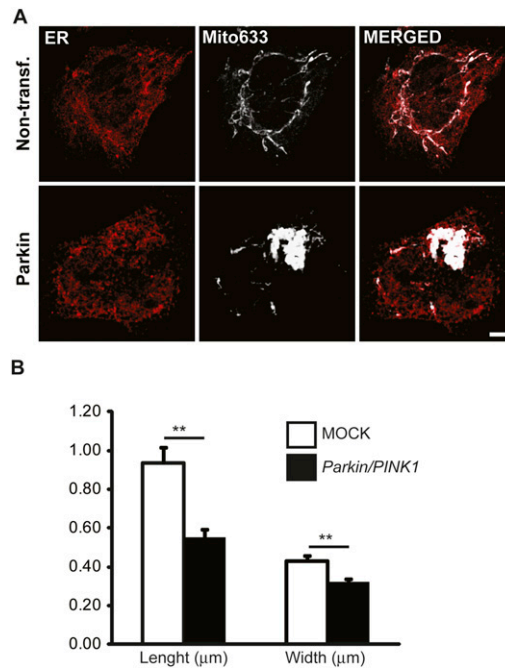 A
ER Mito633 MERGED
Non-transf.
Parkin
B
1.20
1.00
0.80
0.60
0.40
0.20
0.00
**
**
MOCK
Parkin/PINK1
Lenght (μm) Width (μm)